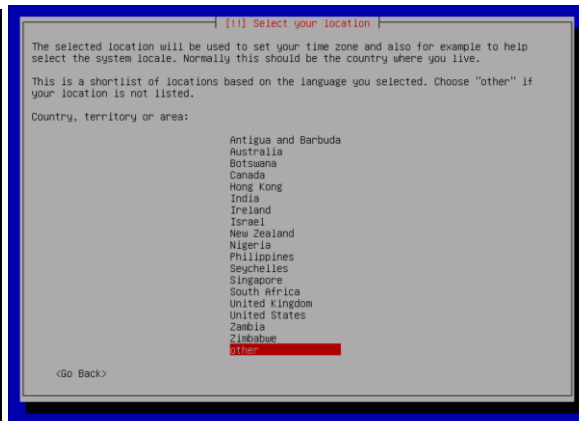 [!!] Select your location
The selected location will be used to set your time zone and also for example to help
select the system locale. Normally this should be the country where you live.
This is a shortlist of locations based on the language you selected. Choose "other" if
your location is not listed.
Country, territory or area:
Antigua and Barbuda
Australia
Botswana
Canada
Hong Kong
India
Ireland
Israel
New Zealand
Nigeria
Philippines
Seychelles
Singapore
South Africa
United Kingdom
United States
Zambia
Zimbabwe
other
<Go Back>